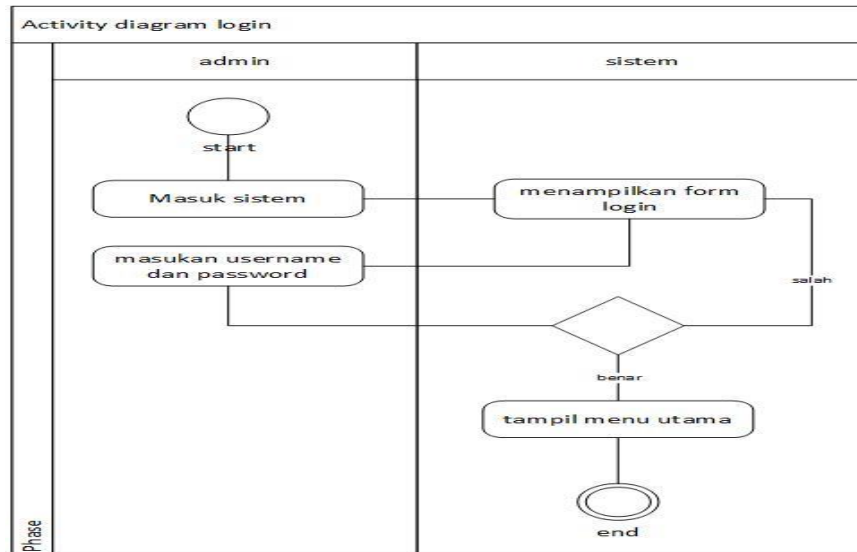 Activity diagram login
admin
sistem
start
Masuk sistem
menampilkan form
login
masukan username
dan password
salah
benar
tampil menu utama
end
Phase